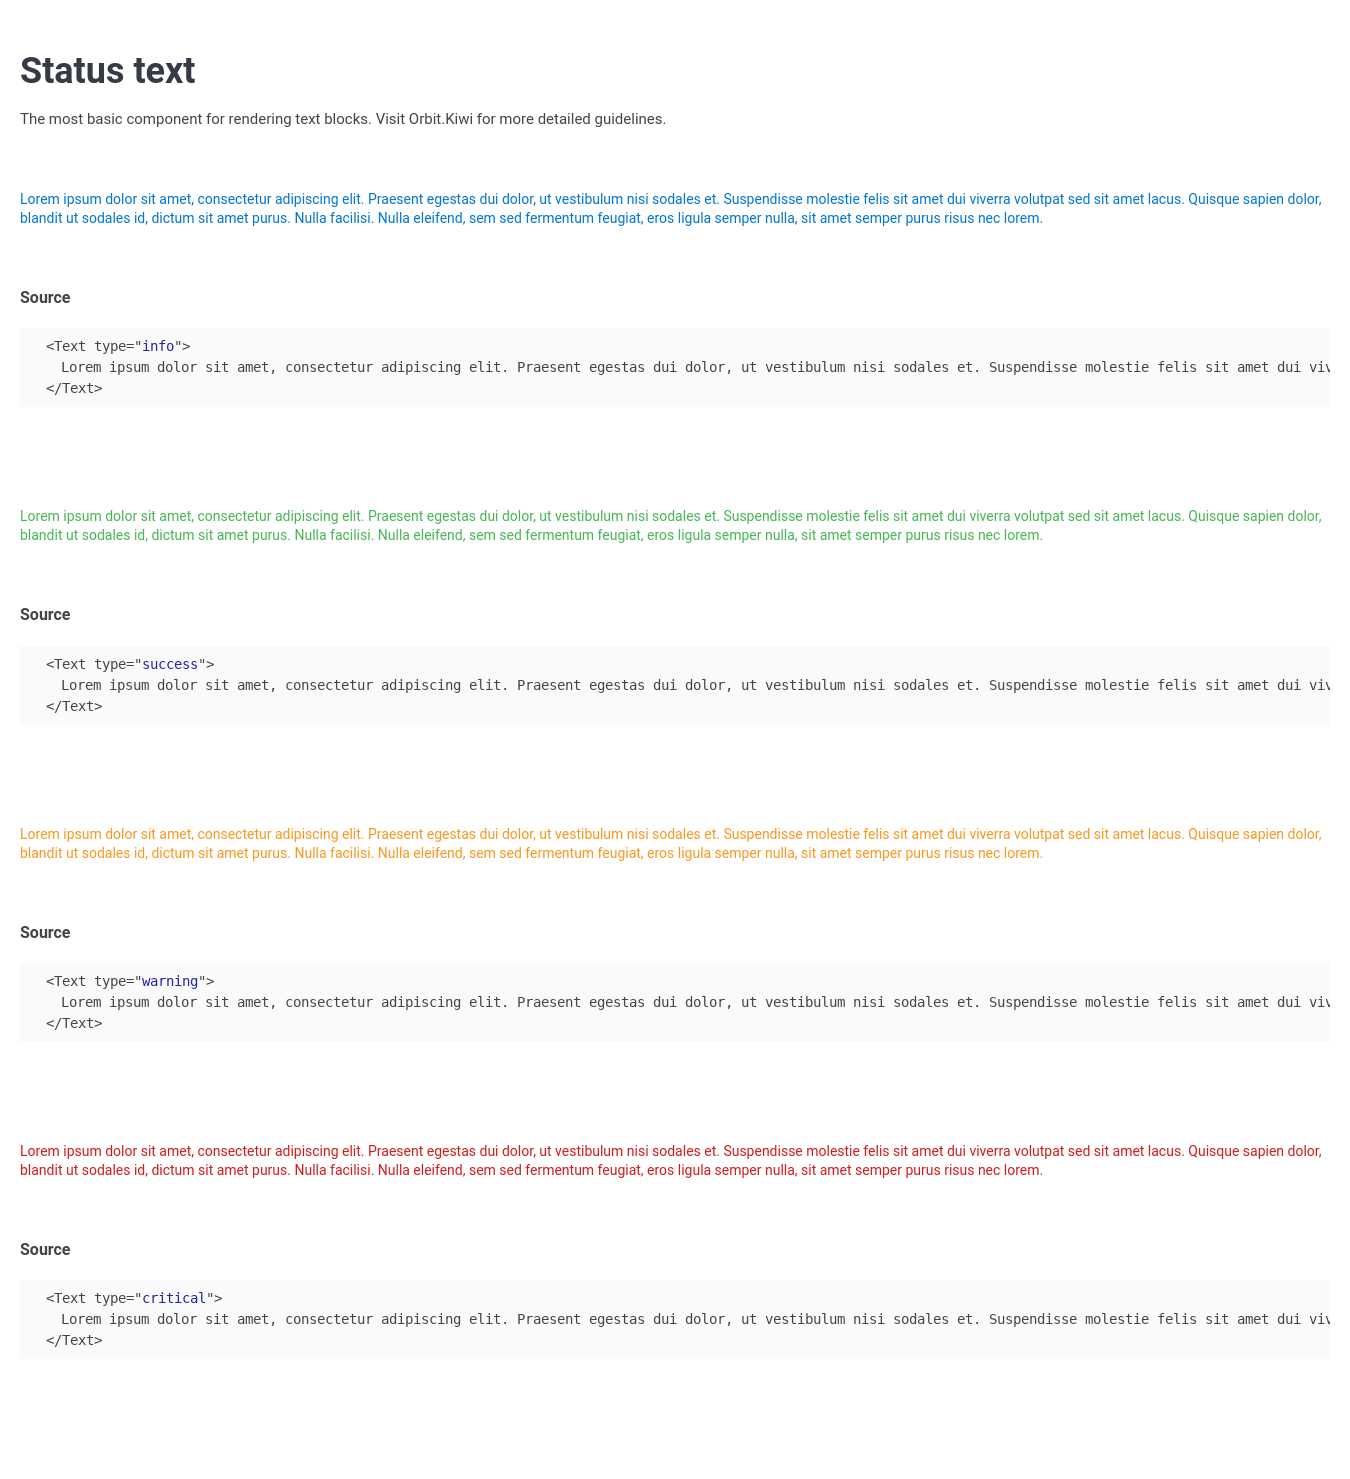 Status text
The most basic component for rendering text blocks. Visit Orbit.Kiwi for more detailed guidelines.
Lorem ipsum dolor sit amet, consectetur adipiscing elit. Praesent egestas dui dolor, ut vestibulum nisi sodales et. Suspendisse molestie felis sit amet dui viverra volutpat sed sit amet lacus. Quisque sapien dolor,
blandit ut sodales id, dictum sit amet purus. Nulla facilisi. Nulla eleifend, sem sed fermentum feugiat, eros ligula semper nulla, sit amet semper purus risus nec lorem.
Source
<Text type="info">
Lorem ipsum dolor sit amet, consectetur adipiscing elit. Praesent egestas dui dolor, ut vestibulum nisi sodales et. Suspendisse molestie felis sit amet dui viv
</Text>
Lorem ipsum dolor sit amet, consectetur adipiscing elit. Praesent egestas dui dolor, ut vestibulum nisi sodales et. Suspendisse molestie felis sit amet dui viverra volutpat sed sit amet lacus. Quisque sapien dolor,
blandit ut sodales id, dictum sit amet purus. Nulla facilisi. Nulla eleifend, sem sed fermentum feugiat, eros ligula semper nulla, sit amet semper purus risus nec lorem.
Source
<Text type="success">
Lorem ipsum dolor sit amet, consectetur adipiscing elit. Praesent egestas dui dolor, ut vestibulum nisi sodales et. Suspendisse molestie felis sit amet dui viv
</Text>
Lorem ipsum dolor sit amet, consectetur adipiscing elit. Praesent egestas dui dolor, ut vestibulum nisi sodales et. Suspendisse molestie felis sit amet dui viverra volutpat sed sit amet lacus. Quisque sapien dolor,
blandit ut sodales id, dictum sit amet purus. Nulla facilisi. Nulla eleifend, sem sed fermentum feugiat, eros ligula semper nulla, sit amet semper purus risus nec lorem.
Source
<Text type="warning">
Lorem ipsum dolor sit amet, consectetur adipiscing elit. Praesent egestas dui dolor, ut vestibulum nisi sodales et. Suspendisse molestie felis sit amet dui viv
</Text>
Lorem ipsum dolor sit amet, consectetur adipiscing elit. Praesent egestas dui dolor, ut vestibulum nisi sodales et. Suspendisse molestie felis sit amet dui viverra volutpat sed sit amet lacus. Quisque sapien dolor,
blandit ut sodales id, dictum sit amet purus. Nulla facilisi. Nulla eleifend, sem sed fermentum feugiat, eros ligula semper nulla, sit amet semper purus risus nec lorem.
Source
<Text type="critical">
Lorem ipsum dolor sit amet, consectetur adipiscing elit. Praesent egestas dui dolor, ut vestibulum nisi sodales et. Suspendisse molestie felis sit amet dui viv
</Text>